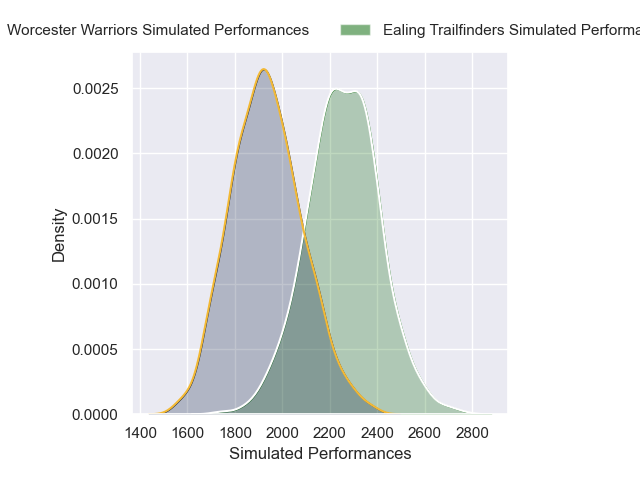 Worcester Warriors Simulated Performances
Ealing Trailfinders Simulated Performa
0.0025
0.0020
0.0015
0.0010
0.0005
0.0000
Density
1400 1600 1800 2000 2200 2400 2600 2800
Simulated Performances